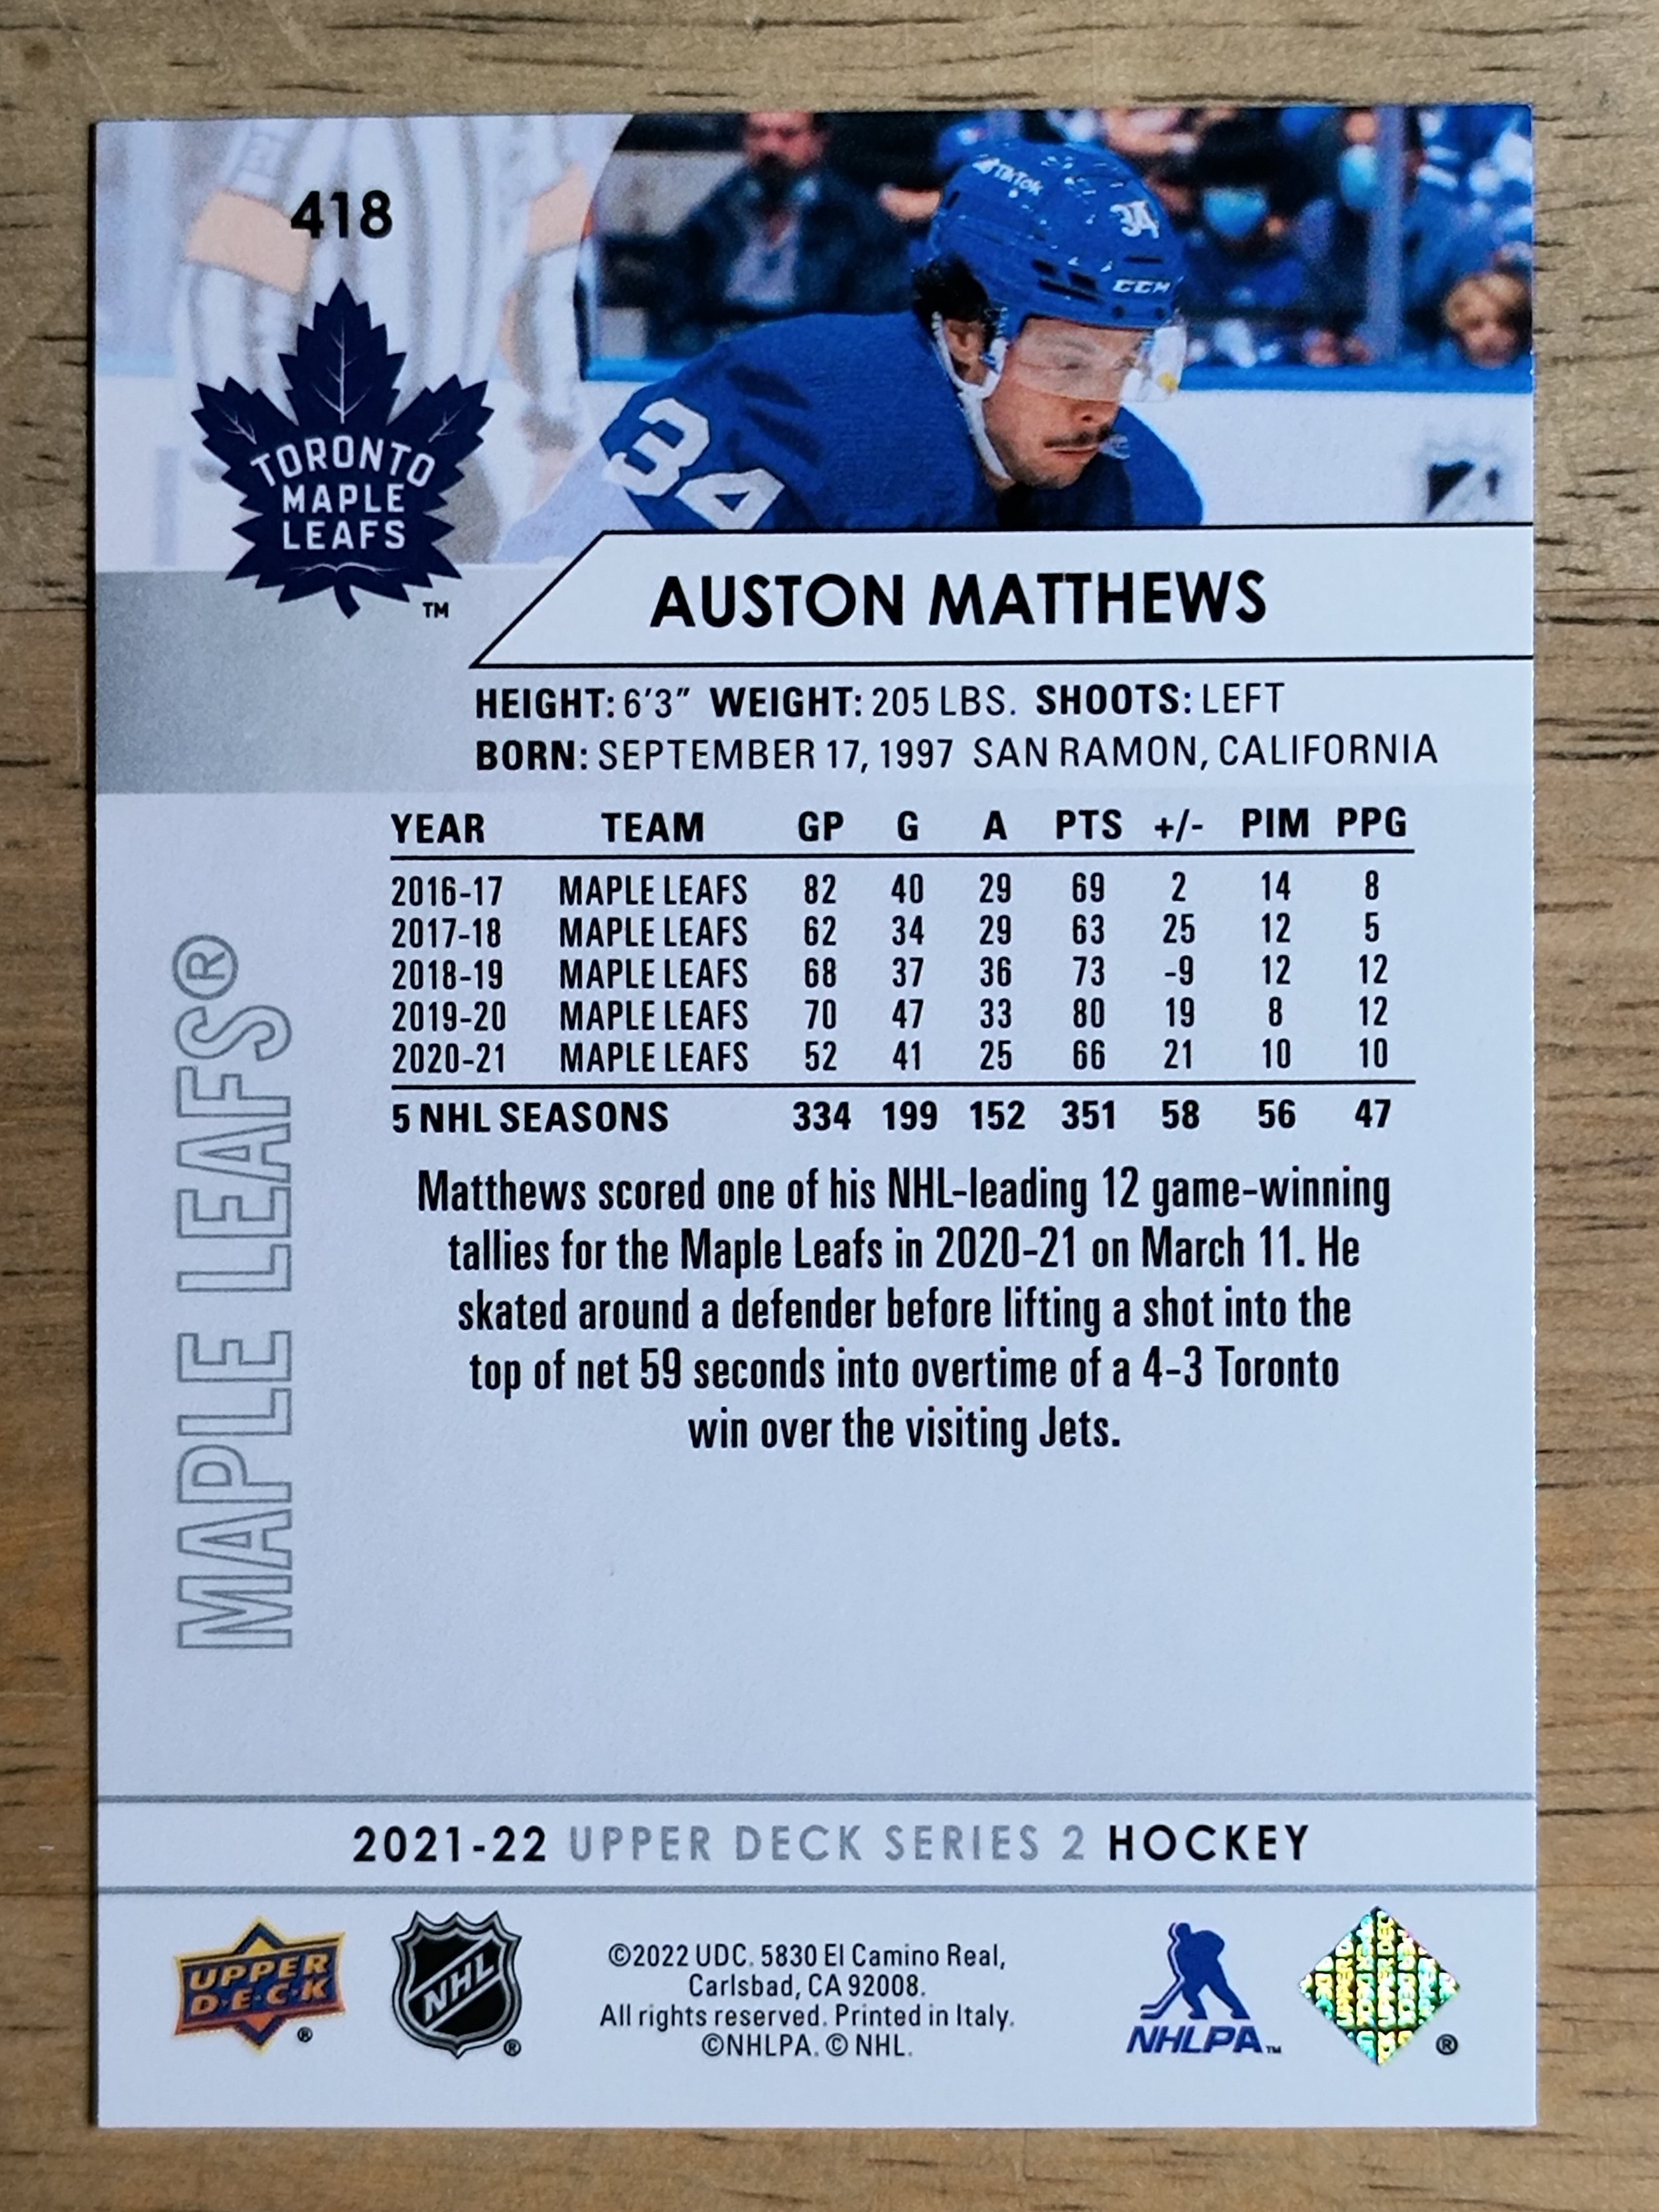 418
TikTok
34
CCM
34
TORONTO
MAPLE
LEAFS
™
AUSTON MATTHEWS
HEIGHT: 6'3" WEIGHT: 205 LBS. SHOOTS: LEFT
BORN: SEPTEMBER 17, 1997 SAN RAMON, CALIFORNIA
YEAR TEAM GP G A PTS +/- PIM PPG
2016-17 MAPLE LEAFS 82 40 29 69 2 14 8
2017-18 MAPLE LEAFS 62 34 29 63 25 12 5
2018-19 MAPLE LEAFS 68 37 36 73 -9 12 12
2019-20 MAPLE LEAFS 70 47 33 80 19 8 12
2020-21 MAPLE LEAFS 52 41 25 66 21 10 10
5 NHL SEASONS 334 199 152 351 58 56 47
MAPLE LEAFS®
Matthews scored one of his NHL-leading 12 game-winning
tallies for the Maple Leafs in 2020-21 on March 11. He
skated around a defender before lifting a shot into the
top of net 59 seconds into overtime of a 4-3 Toronto
win over the visiting Jets.
2021-22 UPPER DECK SERIES 2 HOCKEY
UPPER
D·E·C·K
®
NHL
®
©2022 UDC. 5830 El Camino Real,
Carlsbad, CA 92008.
All rights reserved. Printed in Italy.
©NHLPA. © NHL.
NHLPA™
®